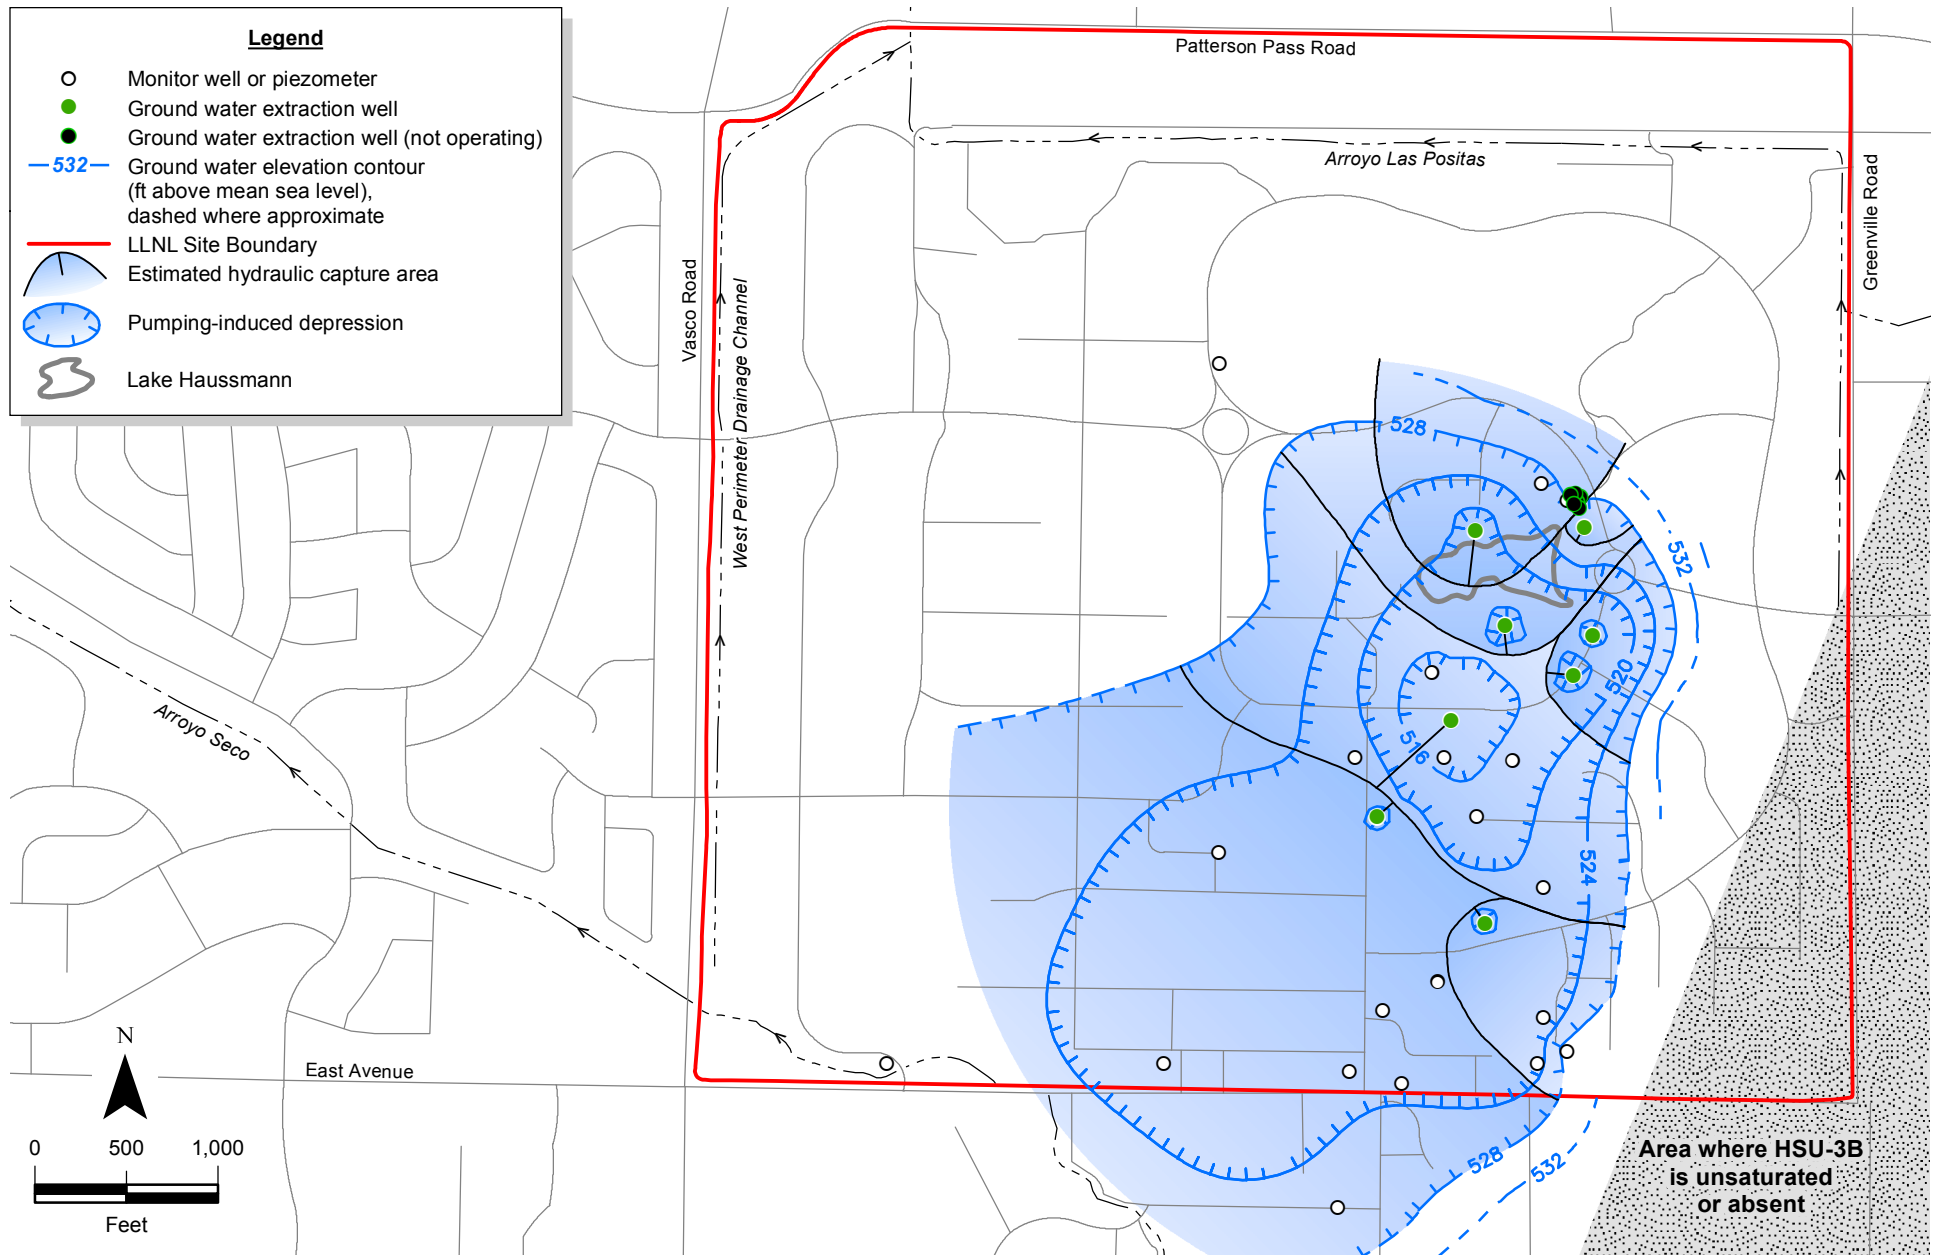 Legend
Monitor well or piezometer
Ground water extraction well
Ground water extraction well (not operating)
532
Ground water elevation contour
(ft above mean sea level),
dashed where approximate
LLNL Site Boundary
Estimated hydraulic capture area
Pumping-induced depression
Lake Haussmann
Patterson Pass Road
Arroyo Las Positas
Greenville Road
Vasco Road
West Perimeter Drainage Channel
528
532
520
516
524
Arroyo Seco
N
East Avenue
0 500 1,000
Feet
528
532
Area where HSU-3B
is unsaturated
or absent